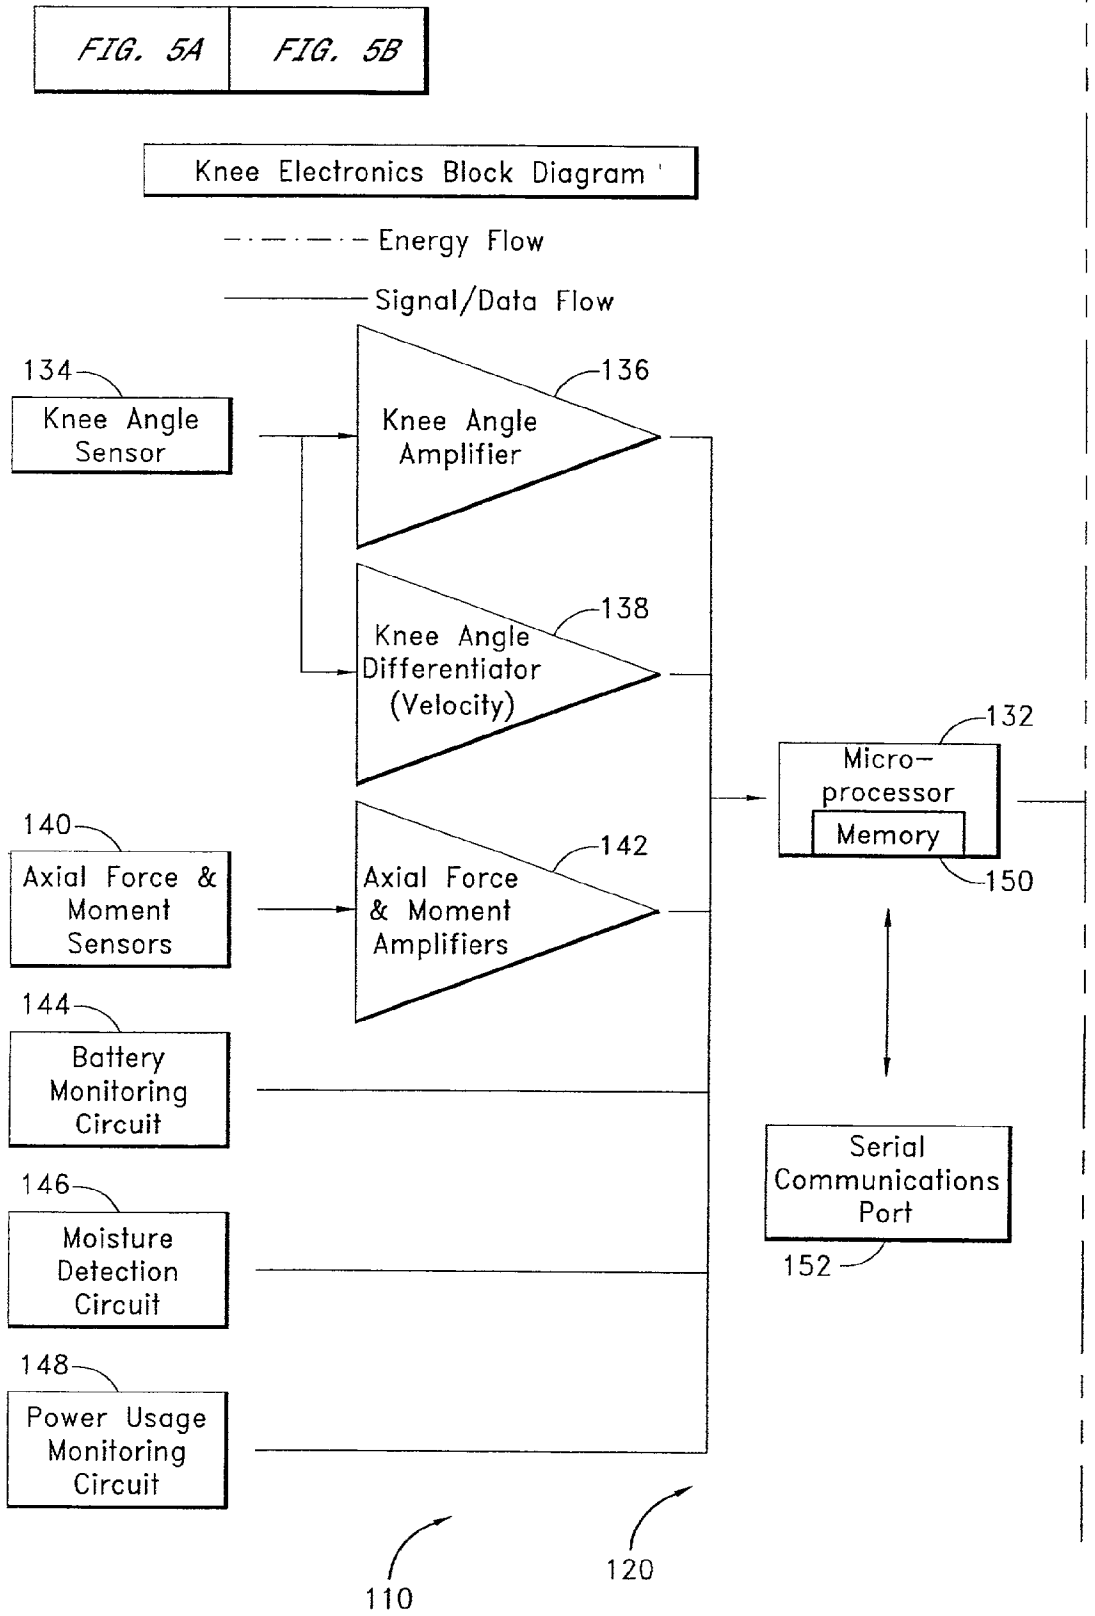 FIG. 5A FIG. 5B
Knee Electronics Block Diagram
Energy Flow
Signal/Data Flow
134
Knee Angle
Sensor
136
Knee Angle
Amplifier
138
Knee Angle
Differentiator
(Velocity)
132
Micro-
processor
Memory
150
140
Axial Force &
Moment
Sensors
142
Axial Force
& Moment
Amplifiers
144
Battery
Monitoring
Circuit
Serial
Communications
Port
152
146
Moisture
Detection
Circuit
148
Power Usage
Monitoring
Circuit
110
120